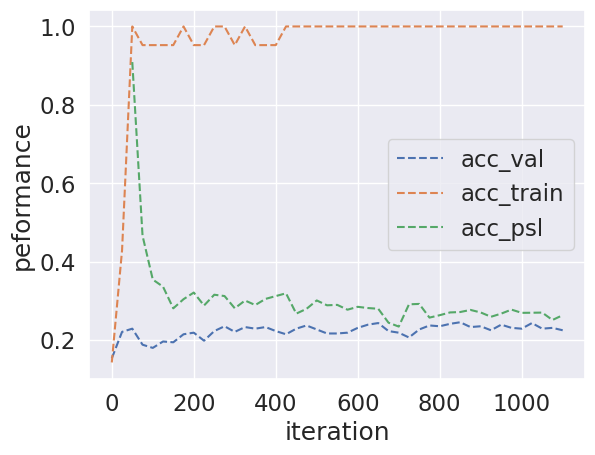 1.0
0.8
0.6
0.4
0.2
peformance
acc_val
acc_train
acc_psl
0 200 400 600 800 1000
iteration